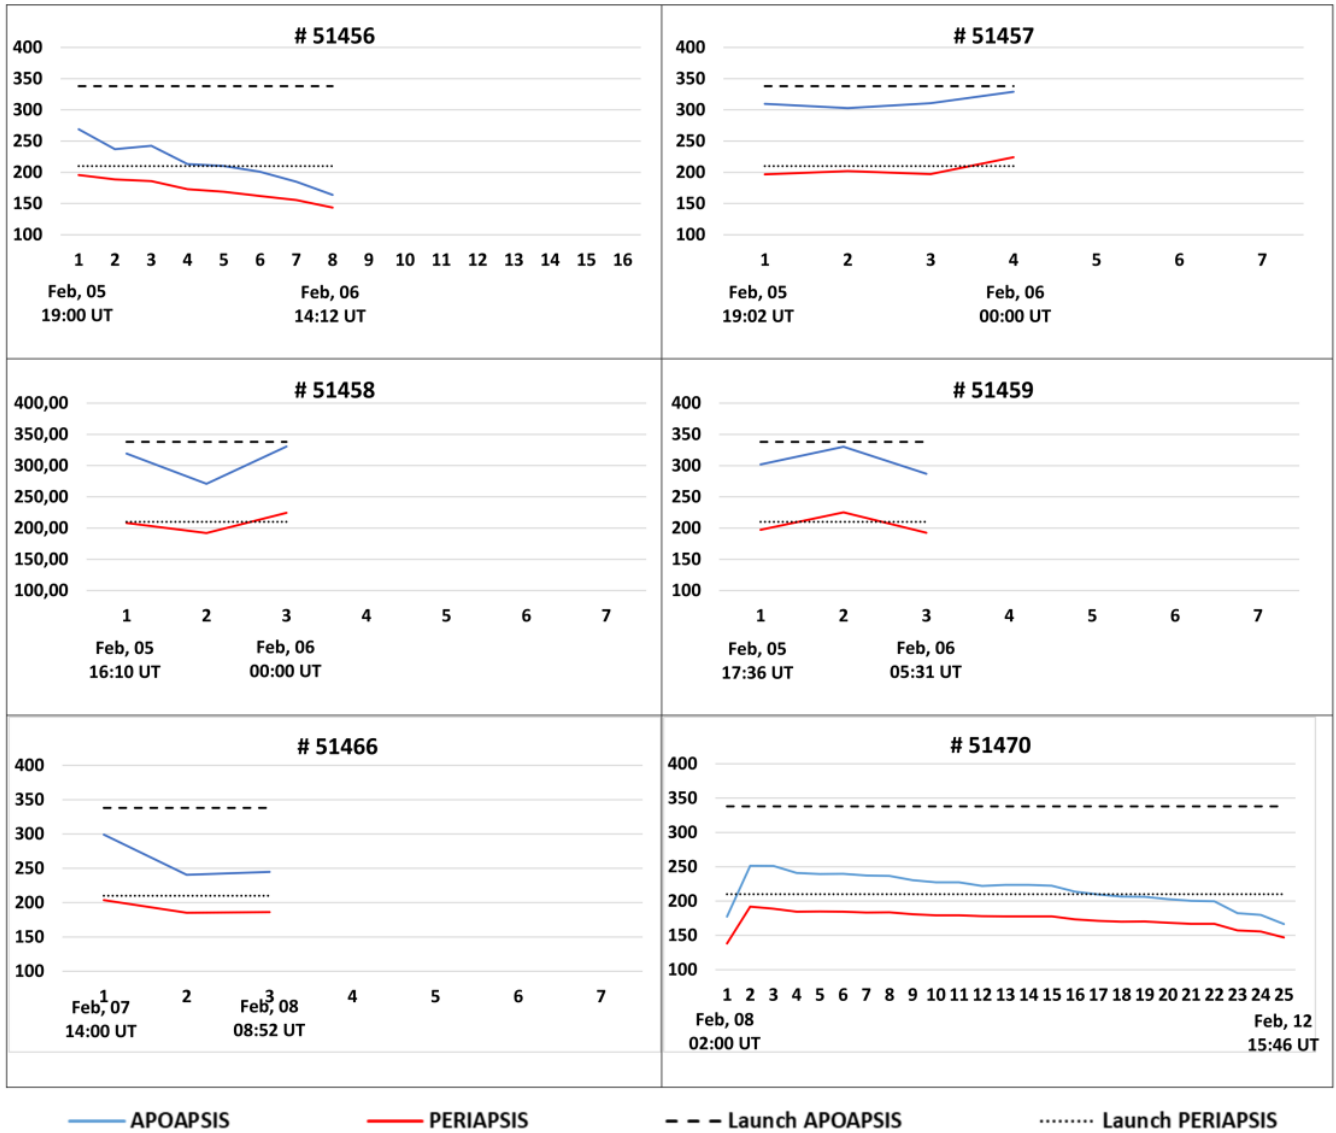 # 51456
400
350
300
250
200
150
100
1 2 3 4 5 6 7 8 9 10 11 12 13 14 15 16
Feb, 05
19:00 UT
Feb, 06
14:12 UT
# 51457
400
350
300
250
200
150
100
1 2 3 4 5 6 7
Feb, 05
19:02 UT
Feb, 06
00:00 UT
# 51458
400,00
350,00
300,00
250,00
200,00
150,00
100,00
1 2 3 4 5 6 7
Feb, 05
16:10 UT
Feb, 06
00:00 UT
# 51459
400
350
300
250
200
150
100
1 2 3 4 5 6 7
Feb, 05
17:36 UT
Feb, 06
05:31 UT
# 51466
400
350
300
250
200
150
100
1 2 3 4 5 6 7
Feb, 07
14:00 UT
Feb, 08
08:52 UT
# 51470
400
350
300
250
200
150
100
1 2 3 4 5 6 7 8 9 10 11 12 13 14 15 16 17 18 19 20 21 22 23 24 25
Feb, 08
02:00 UT
Feb, 12
15:46 UT
APOAPSIS PERIAPSIS Launch APOAPSIS Launch PERIAPSIS